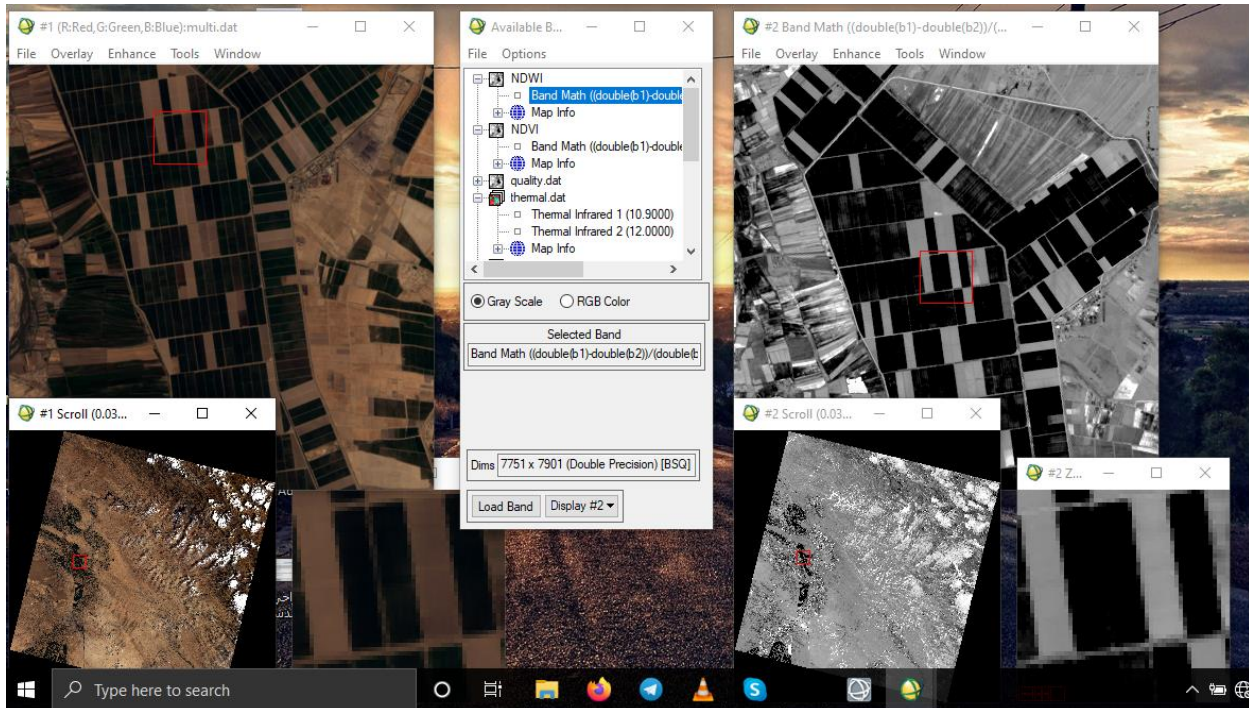 #1 (R:Red,G:Green,B:Blue):multi.dat
File Overlay Enhance Tools Window
#1 Scroll (0.03...
Available B...
File Options
NDWI
Band Math ((double(b1)-double
Map Info
NDVI
Band Math ((double(b1)-double
Map Info
quality.dat
thermal.dat
Thermal Infrared 1 (10.9000)
Thermal Infrared 2 (12.0000)
Map Info
Gray Scale RGB Color
Selected Band
Band Math ((double(b1)-double(b2))/(double(b
Dims 7751 x 7901 (Double Precision) [BSQ]
Load Band Display #2
#2 Band Math ((double(b1)-double(b2))/(...
File Overlay Enhance Tools Window
#2 Scroll (0.03...
#2 Z...
Type here to search